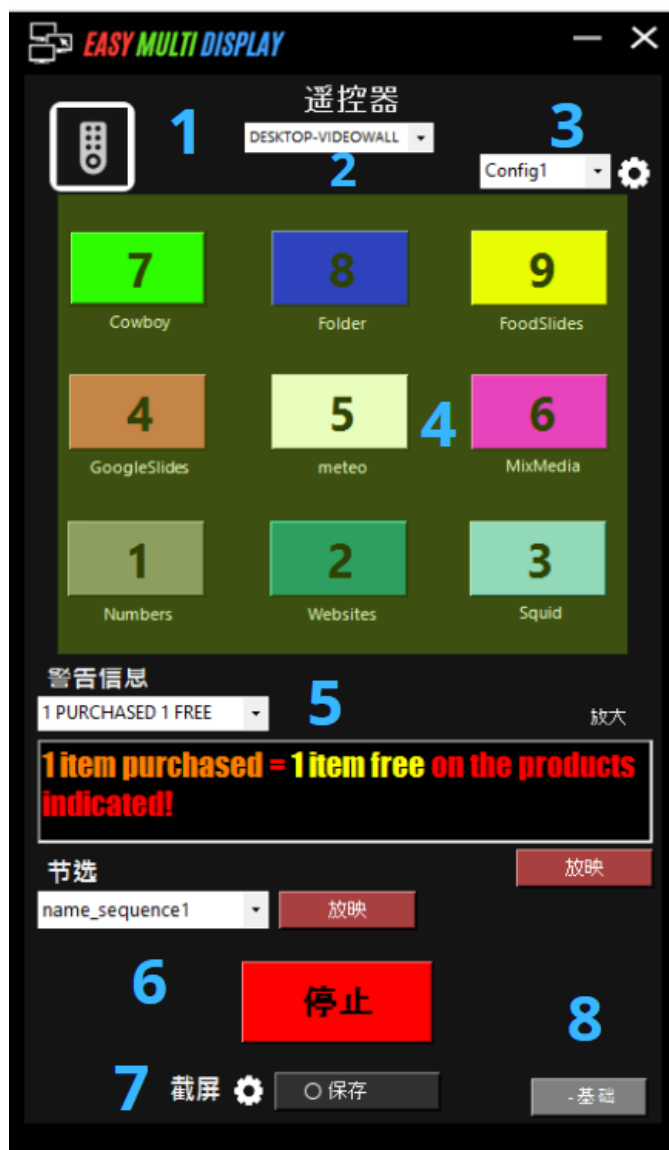 EASY MULTI DISPLAY
遥控器
1
DESKTOP-VIDEOWALL
3
2
Config1
7 8 9
Cowboy Folder FoodSlides
4 5 4 6
GoogleSlides meteo MixMedia
1 2 3
Numbers Websites Squid
警告信息
1 PURCHASED 1 FREE
5
放大
1 item purchased = 1 item free on the products
indicated!
节选
放映
name_sequence1
放映
6
停止
8
7
截屏
保存
-基础